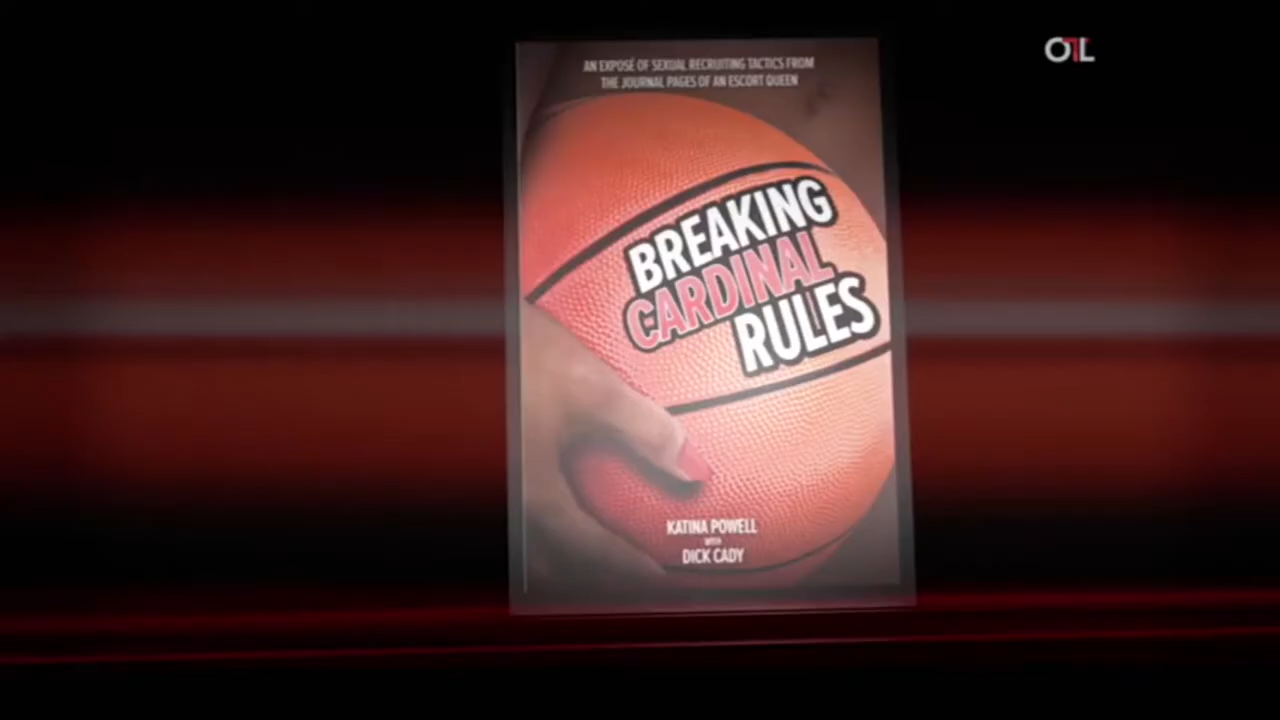 OTL
AN EXPOSÉ OF SEXUAL RECRUITING TACTICS FROM
THE JOURNAL PAGES OF AN ESCORT QUEEN
BREAKING
CARDINAL
RULES
KATINA POWELL
WITH
DICK CADY